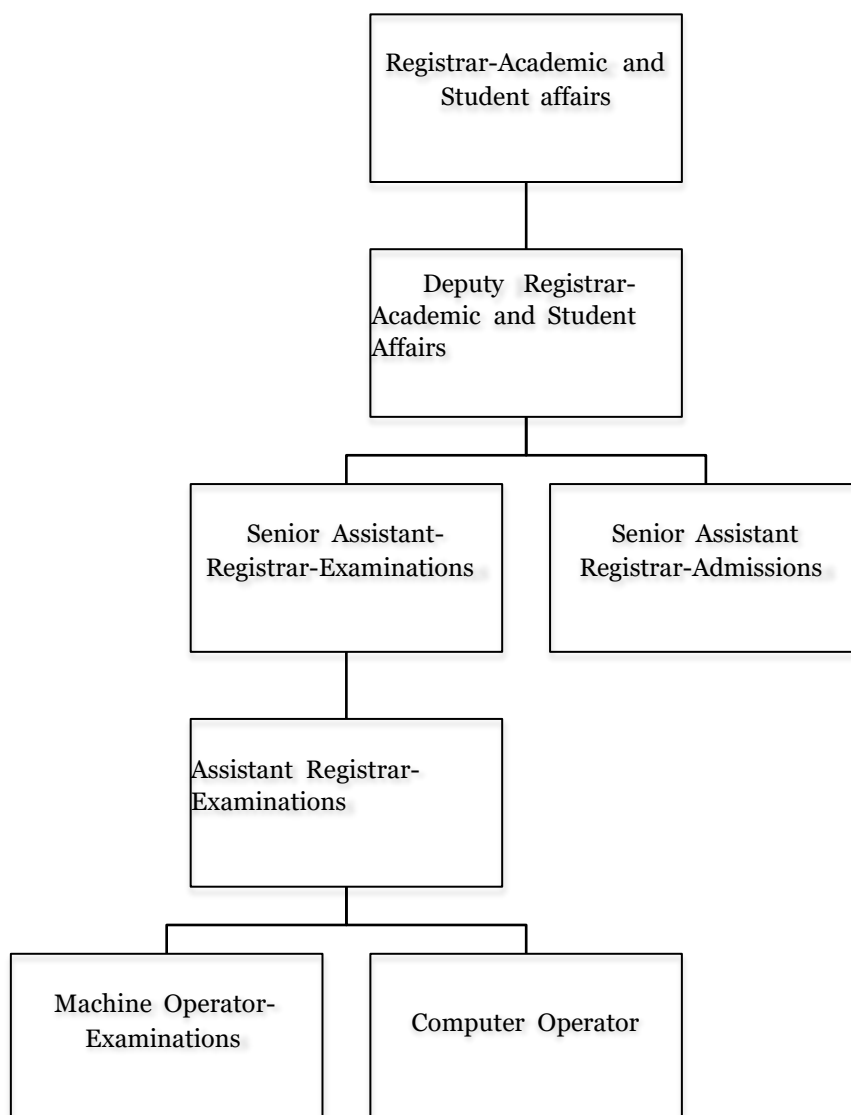 Registrar-Academic and
Student affairs
Deputy Registrar-
Academic and Student
Affairs
Senior Assistant-
Registrar-Examinations
Senior Assistant
Registrar-Admissions
Assistant Registrar-
Examinations
Machine Operator-
Examinations
Computer Operator